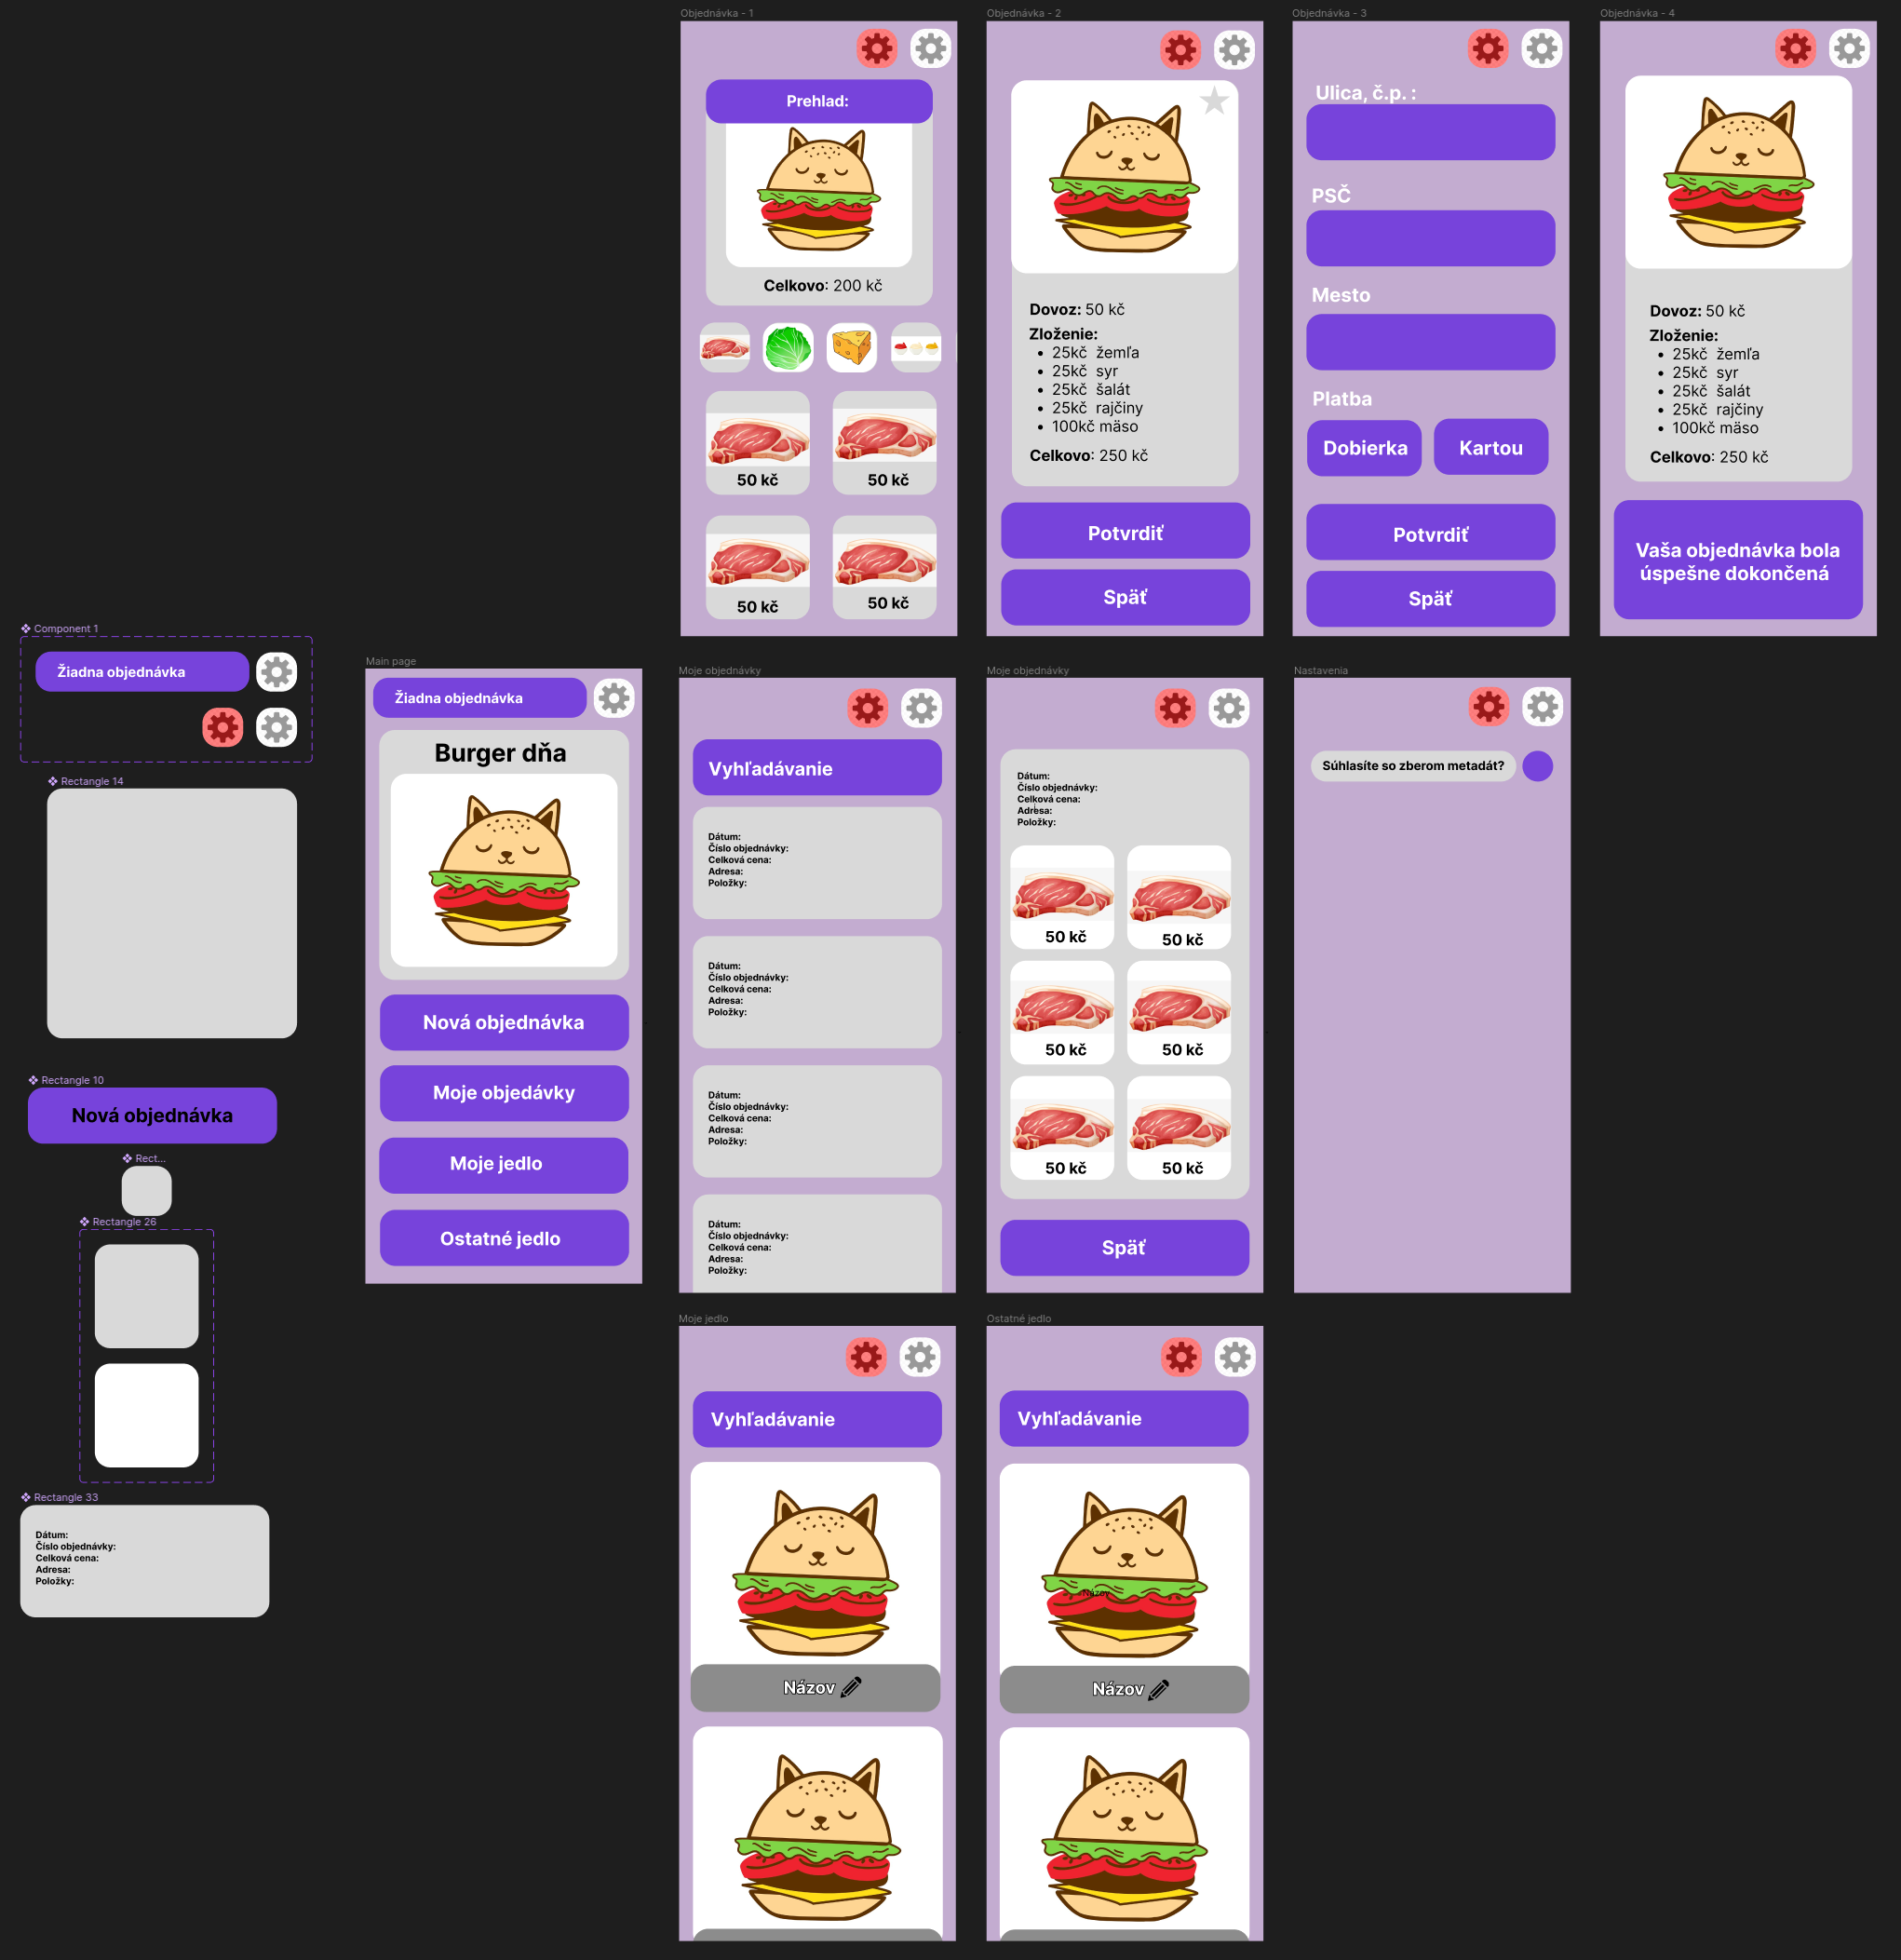 Objednávka - 1
Prehlad:
Celkovo: 200 kč
50 kč
50 kč
50 kč
50 kč
Objednávka - 2
Dovoz: 50 kč
Zloženie:
• 25kč žemľa
• 25kč syr
• 25kč šalát
• 25kč rajčiny
• 100kč mäso
Celkovo: 250 kč
Potvrdiť
Späť
Objednávka - 3
Ulica, č.p. :
PSČ
Mesto
Platba
Dobierka
Kartou
Potvrdiť
Späť
Objednávka - 4
Dovoz: 50 kč
Zloženie:
• 25kč žemľa
• 25kč syr
• 25kč šalát
• 25kč rajčiny
• 100kč mäso
Celkovo: 250 kč
Vaša objednávka bola
úspešne dokončená
Component 1
Žiadna objednávka
Rectangle 14
Rectangle 10
Nová objednávka
Rect...
Rectangle 26
Rectangle 33
Dátum:
Číslo objednávky:
Celková cena:
Adresa:
Položky:
Main page
Žiadna objednávka
Burger dňa
Nová objednávka
Moje objedávky
Moje jedlo
Ostatné jedlo
Moje objednávky
Vyhľadávanie
Dátum:
Číslo objednávky:
Celková cena:
Adresa:
Položky:
Dátum:
Číslo objednávky:
Celková cena:
Adresa:
Položky:
Dátum:
Číslo objednávky:
Celková cena:
Adresa:
Položky:
Dátum:
Číslo objednávky:
Celková cena:
Adresa:
Položky:
Moje objednávky
Dátum:
Číslo objednávky:
Celková cena:
Adresa:
Položky:
50 kč
50 kč
50 kč
50 kč
50 kč
50 kč
Späť
Nastavenia
Súhlasíte so zberom metadát?
Moje jedlo
Vyhľadávanie
Názov
Ostatné jedlo
Vyhľadávanie
Názov
Názov